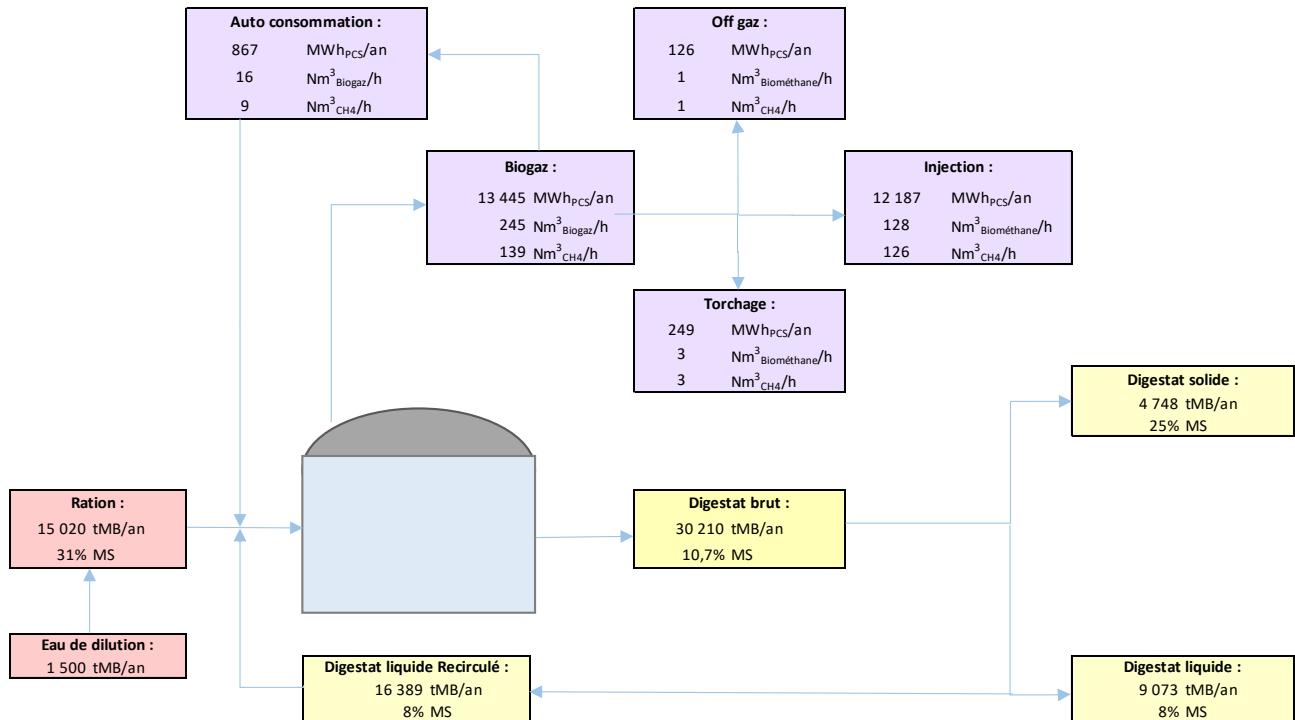 Auto consommation :
867 MWhPCS/an
16 Nm3Biogaz/h
9 Nm3CH4/h
Off gaz :
126 MWhPCS/an
1 Nm3Biométhane/h
1 Nm3CH4/h
Biogaz :
13 445 MWhPCS/an
245 Nm3Biogaz/h
139 Nm3CH4/h
Injection :
12 187 MWhPCS/an
128 Nm3Biométhane/h
126 Nm3CH4/h
Torchage :
249 MWhPCS/an
3 Nm3Biométhane/h
3 Nm3CH4/h
Digestat solide :
4 748 tMB/an
25% MS
Ration :
15 020 tMB/an
31% MS
Digestat brut :
30 210 tMB/an
10,7% MS
Eau de dilution :
1 500 tMB/an
Digestat liquide Recirculé :
16 389 tMB/an
8% MS
Digestat liquide :
9 073 tMB/an
8% MS